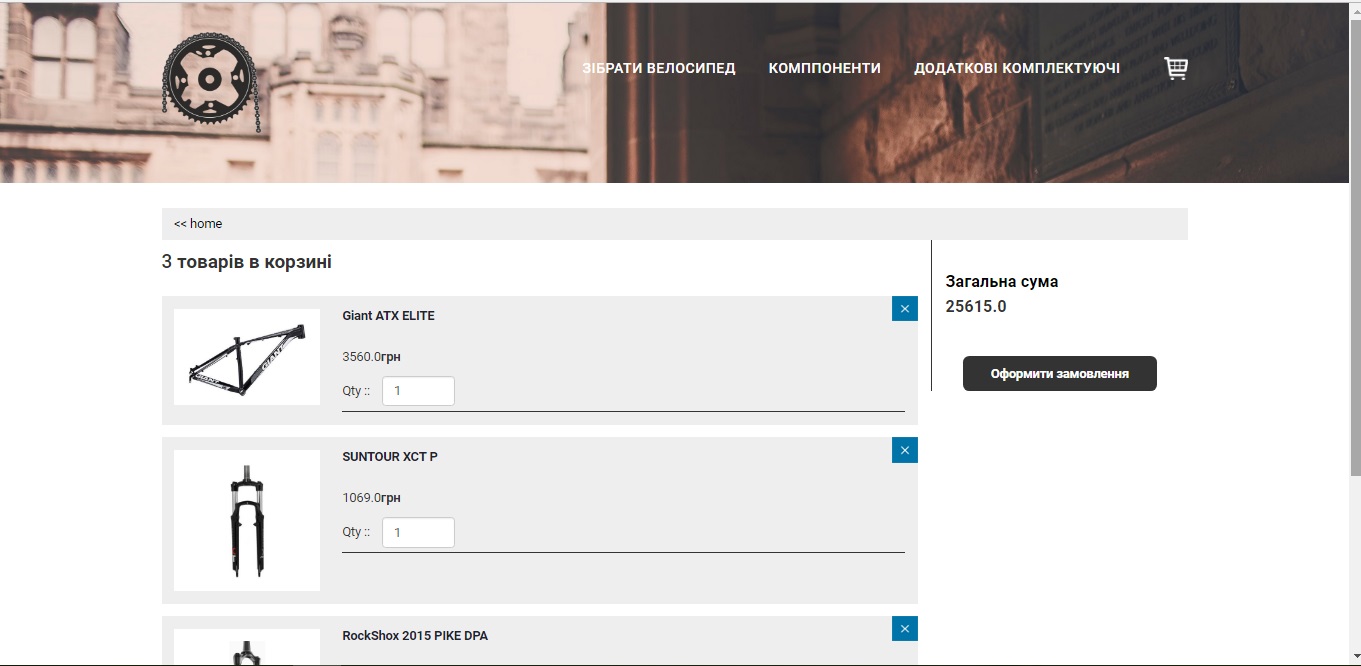 ЗІБРАТИ ВЕЛОСИПЕД КОМППОНЕНТИ ДОДАТКОВІ КОМПЛЕКТУЮЧІ
<< home
3 товарів в корзині
Загальна сума
25615.0
Оформити замовлення
Giant ATX ELITE
3560.0грн
Qty :: 1
SUNTOUR XCT P
1069.0грн
Qty :: 1
RockShox 2015 PIKE DPA